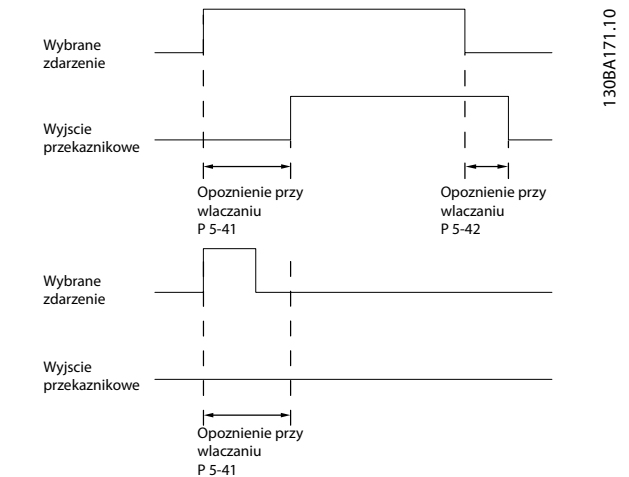 130BA171.10
Wybrane
zdarzenie
Wyjscie
przekaznikowe
Opoznienie przy
wlaczaniu
P 5-41
Opoznienie przy
wlaczaniu
P 5-42
Wybrane
zdarzenie
Wyjscie
przekaznikowe
Opoznienie przy
wlaczaniu
P 5-41